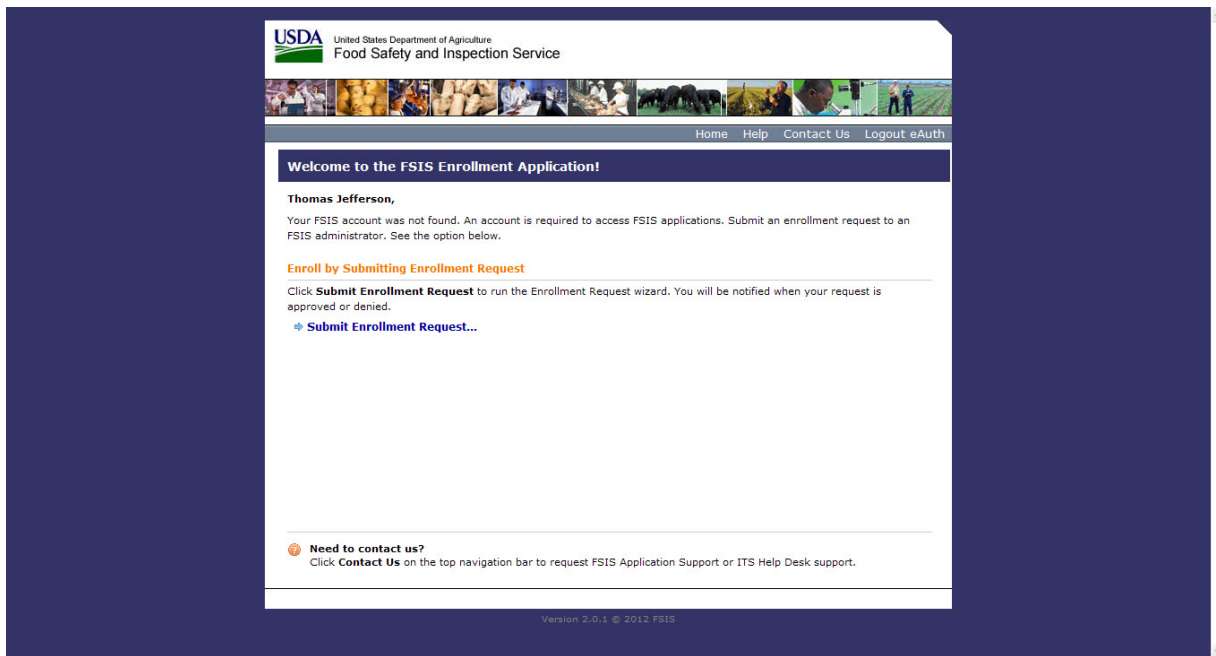 USDA
United States Department of Agriculture
Food Safety and Inspection Service
Home Help Contact Us Logout eAuth
Welcome to the FSIS Enrollment Application!
Thomas Jefferson,
Your FSIS account was not found. An account is required to access FSIS applications. Submit an enrollment request to an
FSIS administrator. See the option below.
Enroll by Submitting Enrollment Request
Click Submit Enrollment Request to run the Enrollment Request wizard. You will be notified when your request is
approved or denied.
Submit Enrollment Request...
Need to contact us?
Click Contact Us on the top navigation bar to request FSIS Application Support or ITS Help Desk support.
Version 2.0.1 © 2012 FSIS